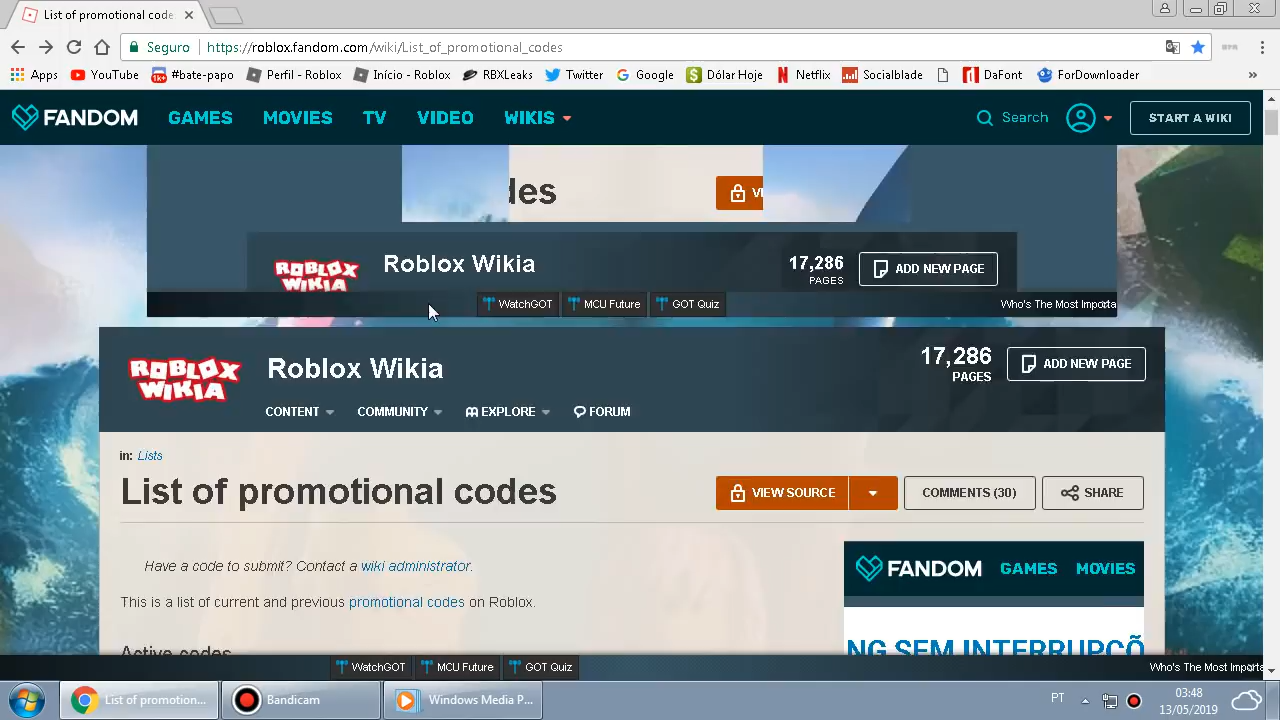 List of promotional code
Seguro https://roblox.fandom.com/wiki/List_of_promotional_codes
Apps YouTube #bate-papo Perfil - Roblox Início - Roblox RBXLeaks Twitter Google Dolar Hoje Netflix Socialblade DaFont ForDownloader »
FANDOM GAMES MOVIES TV VIDEO WIKIS Search START A WIKI
des
ROBLOX WIKIA Roblox Wikia 17,286 PAGES ADD NEW PAGE
WatchGOT MCU Future GOT Quiz Who's The Most Importa
ROBLOX WIKIA Roblox Wikia 17,286 PAGES ADD NEW PAGE
CONTENT COMMUNITY EXPLORE FORUM
in: Lists
List of promotional codes VIEW SOURCE COMMENTS (30) SHARE
Have a code to submit? Contact a wiki administrator.
FANDOM GAMES MOVIES
This is a list of current and previous promotional codes on Roblox.
Active codes
NG SEM INTERRUPÇÕ
WatchGOT MCU Future GOT Quiz Who's The Most Importa
List of promotion... Bandicam Windows Media P... PT 03:48
13/05/2019